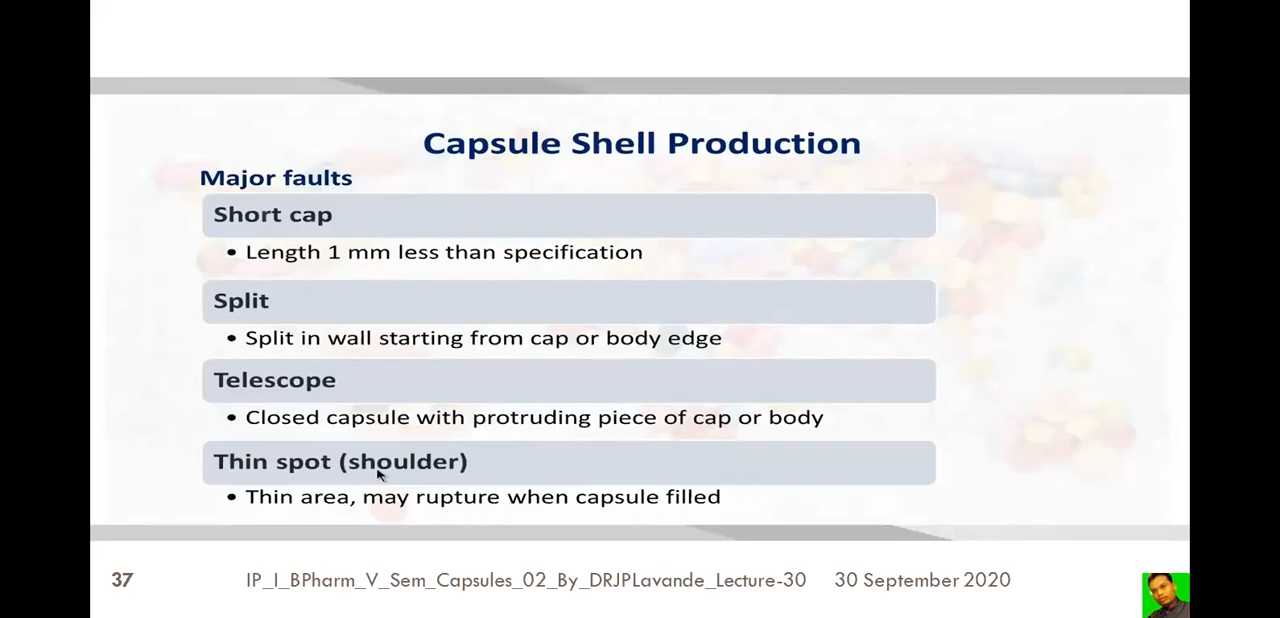 Capsule Shell Production
Major faults
Short cap
• Length 1 mm less than specification
Split
• Split in wall starting from cap or body edge
Telescope
• Closed capsule with protruding piece of cap or body
Thin spot (shoulder)
• Thin area, may rupture when capsule filled
37 IP_I_BPharm_V_Sem_Capsules_02_By_DRJPLavande_Lecture-30 30 September 2020